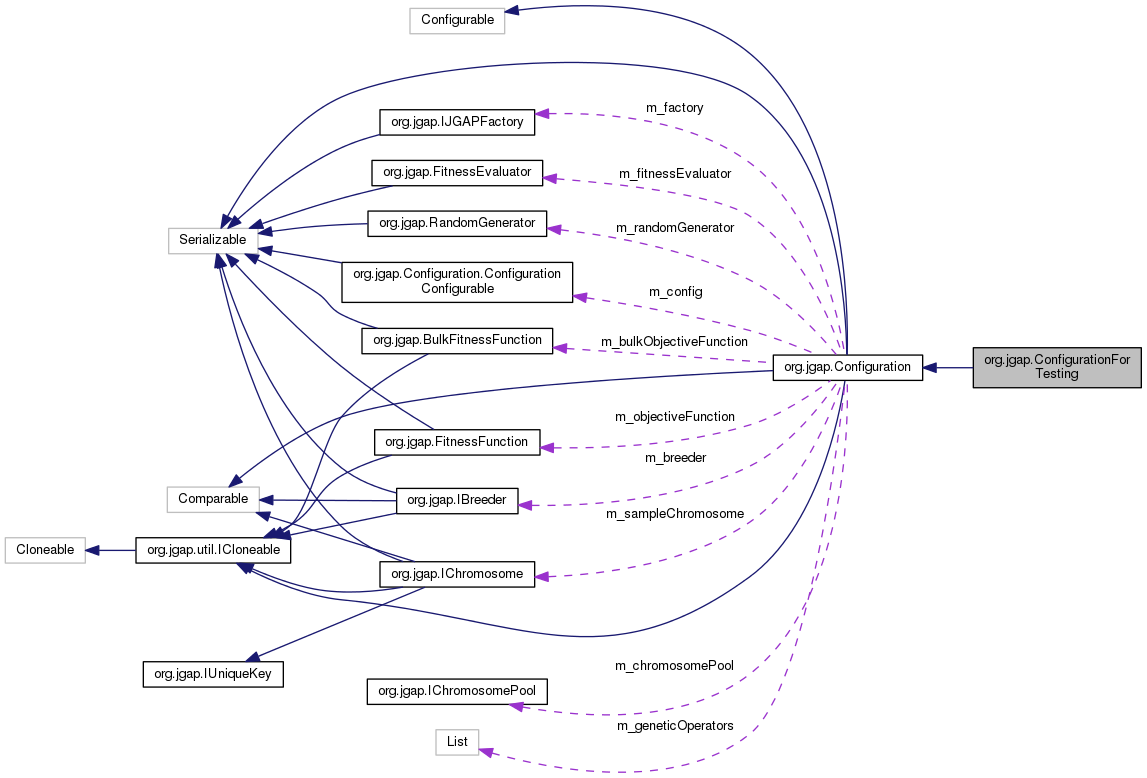 Configurable
m_factory
org.jgap.IJGAPFactory
org.jgap.FitnessEvaluator
m_fitnessEvaluator
org.jgap.RandomGenerator
m_randomGenerator
Serializable
org.jgap.Configuration.Configuration
Configurable
m_config
org.jgap.BulkFitnessFunction
m_bulkObjectiveFunction
org.jgap.Configuration
org.jgap.ConfigurationFor
Testing
m_objectiveFunction
org.jgap.FitnessFunction
m_breeder
Comparable
org.jgap.IBreeder
m_sampleChromosome
Cloneable
org.jgap.util.ICloneable
org.jgap.IChromosome
org.jgap.IUniqueKey
m_chromosomePool
org.jgap.IChromosomePool
m_geneticOperators
List